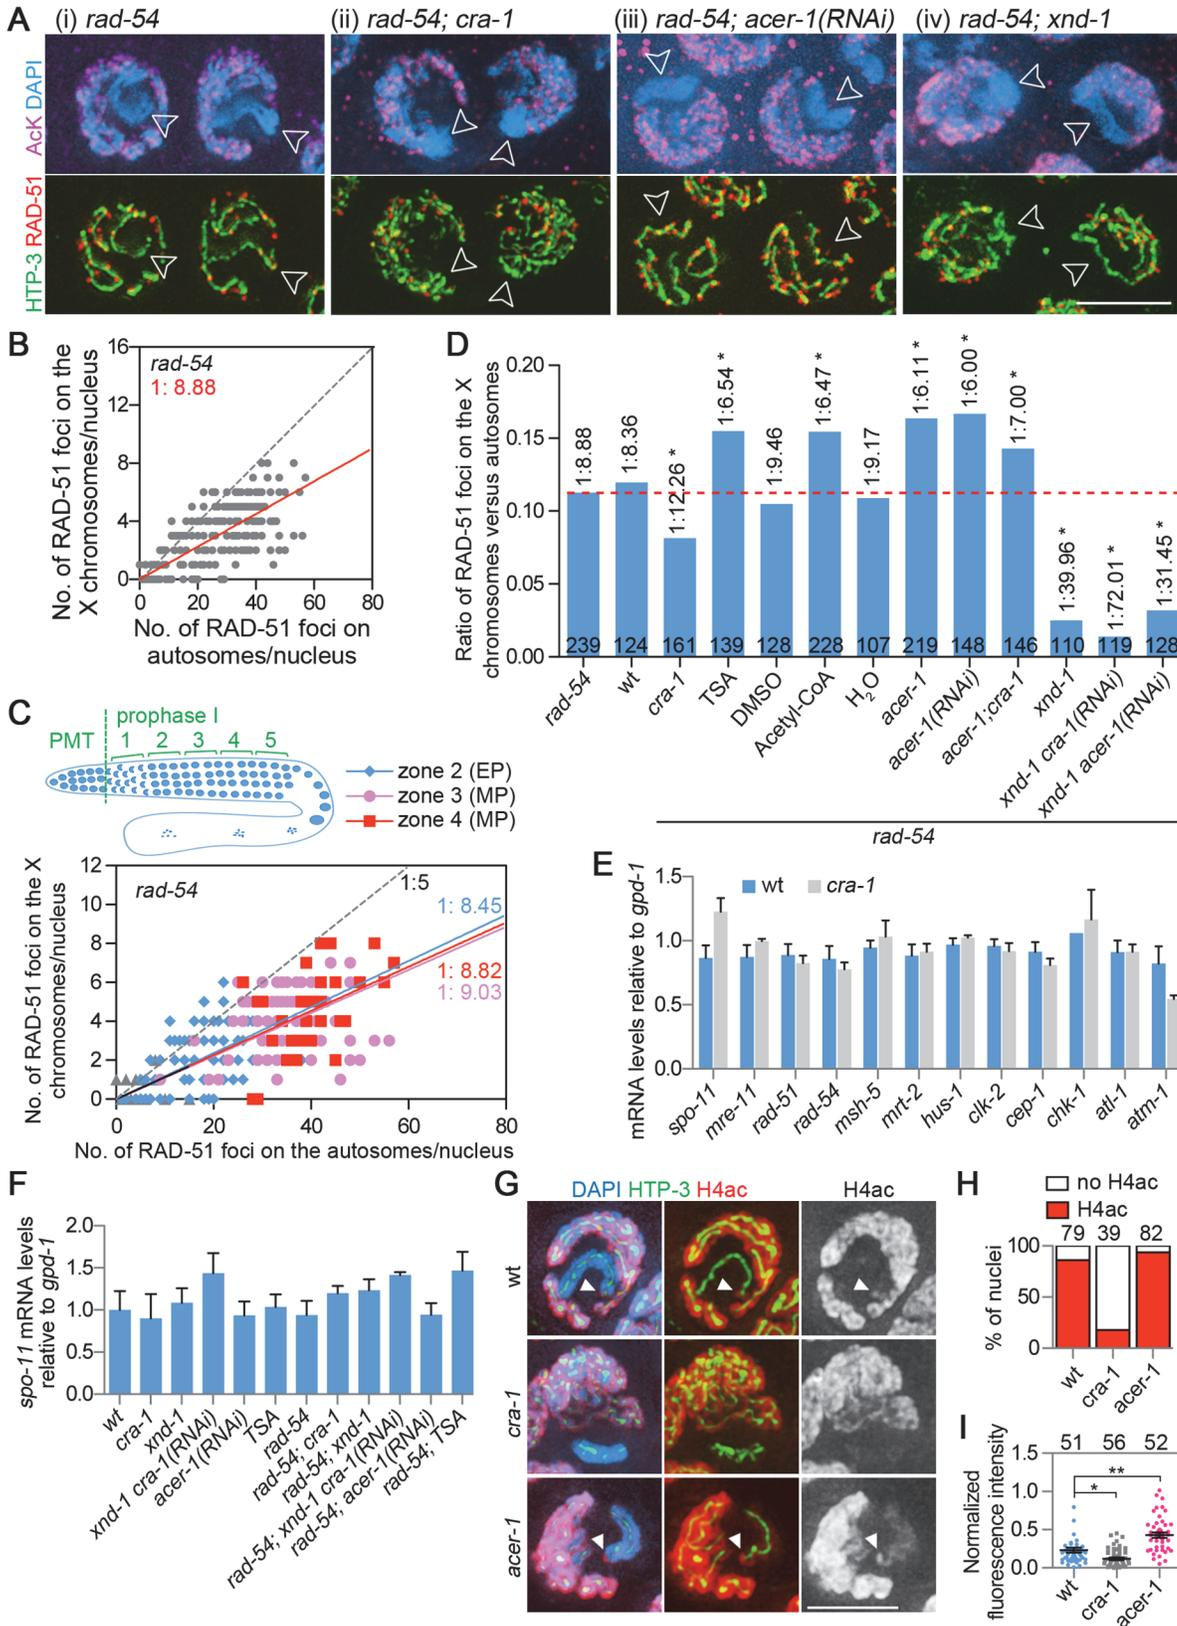 A
(i) rad-54
(ii) rad-54; cra-1
(iii) rad-54; acer-1(RNAi)
(iv) rad-54; xnd-1
AcK DAPI
HTP-3 RAD-51
B
No. of RAD-51 foci on the
X chromosomes/nucleus
16
12
8
4
0
rad-54
1: 8.88
0 20 40 60 80
No. of RAD-51 foci on
autosomes/nucleus
C
prophase I
PMT
1 2 3 4 5
zone 2 (EP)
zone 3 (MP)
zone 4 (MP)
No. of RAD-51 foci on the X
chromosomes/nucleus
12
10
8
6
4
2
0
rad-54
1:5
1: 8.45
1: 8.82
1: 9.03
0 20 40 60 80
No. of RAD-51 foci on the autosomes/nucleus
D
Ratio of RAD-51 foci on the X
chromosomes versus autosomes
0.20
0.15
0.10
0.05
0.00
1:8.88
1:8.36
1:12.26 *
1:6.54 *
1:9.46
1:6.47 *
1:9.17
1:6.11 *
1:6.00 *
1:7.00 *
1:39.96 *
1:72.01 *
1:31.45 *
239 124 161 139 128 228 107 219 148 146 110 119 128
rad-54
wt
cra-1
TSA
DMSO
Acetyl-CoA
H2O
acer-1
acer-1(RNAi)
acer-1;cra-1
xnd-1
xnd-1 cra-1(RNAi)
xnd-1 acer-1(RNAi)
rad-54
E
mRNA levels relative to gpd-1
1.5
1.0
0.5
0.0
wt
cra-1
spo-11
mre-11
rad-51
rad-54
msh-5
mrt-2
hus-1
clk-2
cep-1
chk-1
atl-1
atm-1
F
spo-11 mRNA levels
relative to gpd-1
2.0
1.5
1.0
0.5
0.0
wt
cra-1
xnd-1
xnd-1 cra-1(RNAi)
acer-1(RNAi)
TSA
rad-54
rad-54; cra-1
rad-54; xnd-1
rad-54; xnd-1 cra-1(RNAi)
rad-54; acer-1(RNAi)
rad-54; TSA
G
DAPI HTP-3 H4ac
H4ac
wt
cra-1
acer-1
H
no H4ac
H4ac
79 39 82
% of nuclei
100
50
0
wt
cra-1
acer-1
I
51 56 52
Normalized
fluorescence intensity
1.5
1.0
0.5
0.0
**
*
wt
cra-1
acer-1